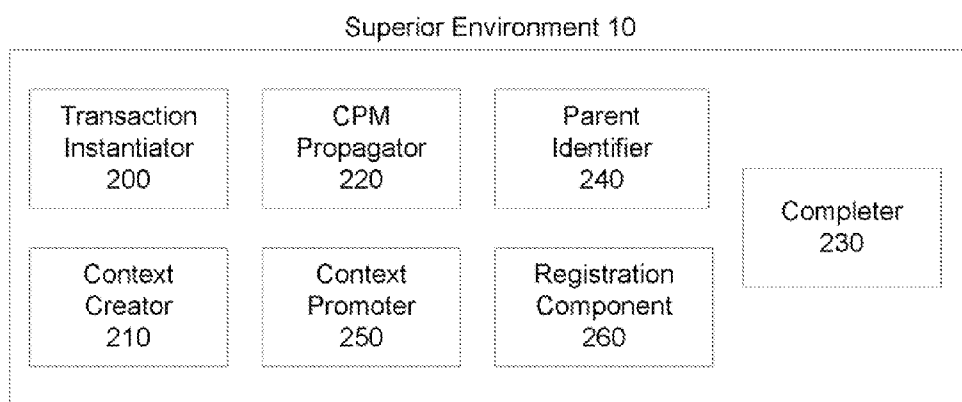 Superior Environment 10
Transaction
Instantiator
200
CPM
Propagator
220
Parent
Identifier
240
Completer
230
Context
Creator
210
Context
Promoter
250
Registration
Component
260